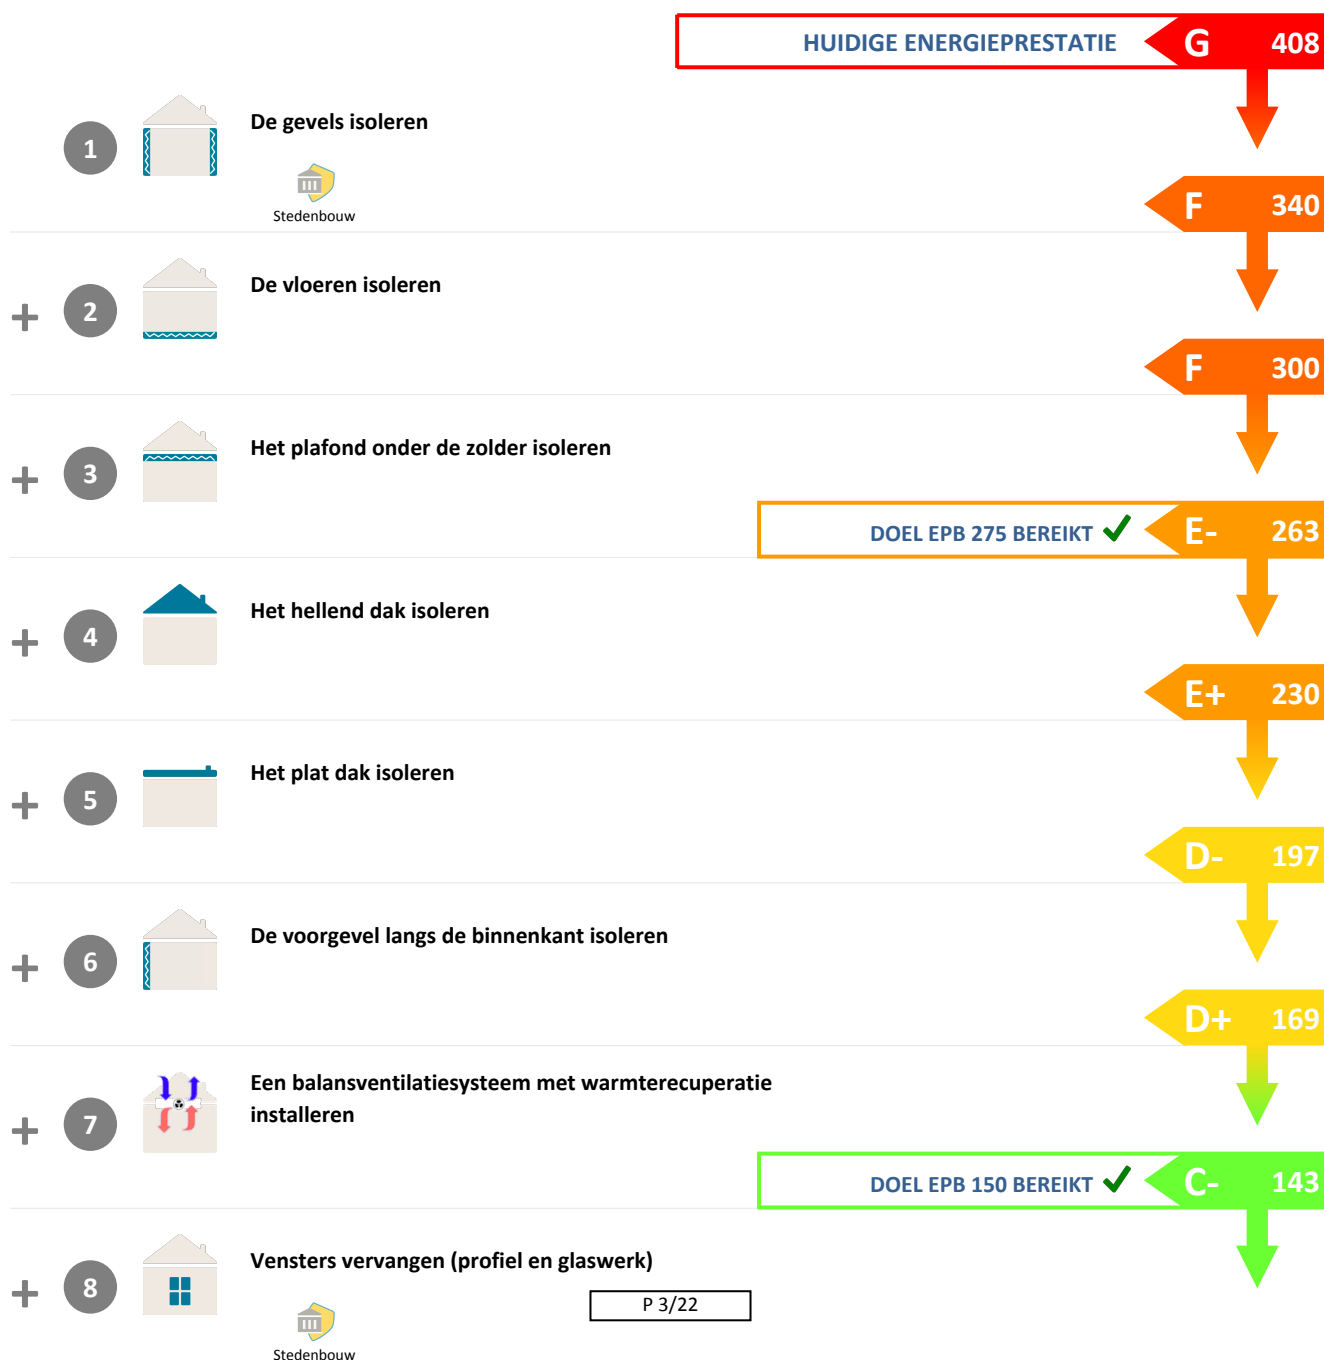 HUIDIGE ENERGIEPRESTATIE G 408
1 De gevels isoleren
Stedenbouw
F 340
+ 2 De vloeren isoleren
F 300
+ 3 Het plafond onder de zolder isoleren
DOEL EPB 275 BEREIKT ✓ E- 263
+ 4 Het hellend dak isoleren
E+ 230
+ 5 Het plat dak isoleren
D- 197
+ 6 De voorgevel langs de binnenkant isoleren
D+ 169
+ 7 Een balansventilatiesysteem met warmterecuperatie
installeren
DOEL EPB 150 BEREIKT ✓ C- 143
+ 8 Vensters vervangen (profiel en glaswerk)
P 3/22
Stedenbouw